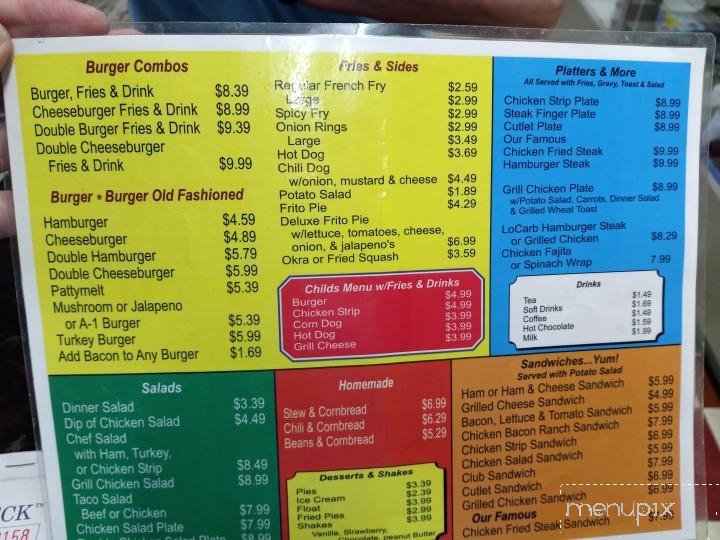 Burger Combos
Burger, Fries & Drink $8.39
Cheeseburger Fries & Drink $8.99
Double Burger Fries & Drink $9.39
Double Cheeseburger
Fries & Drink $9.99
Burger * Burger Old Fashioned
Hamburger $4.59
Cheeseburger $4.89
Double Hamburger $5.79
Double Cheeseburger $5.99
Pattymelt $5.39
Mushroom or Jalapeno
or A-1 Burger $5.39
Turkey Burger $5.99
Add Bacon to Any Burger $1.69
Fries & Sides
Regular French Fry $2.59
Large $2.99
Spicy Fry $2.99
Onion Rings $2.99
Large $3.49
Hot Dog $3.69
Chili Dog
w/onion, mustard & cheese $4.49
Potato Salad $1.89
Frito Pie $4.29
Deluxe Frito Pie
w/lettuce, tomatoes, cheese,
onion, & jalapeno's $6.99
Okra or Fried Squash $3.59
Childs Menu w/Fries & Drinks
Burger $4.99
Chicken Strip $4.99
Corn Dog $3.99
Hot Dog $3.99
Grill Cheese $3.99
Platters & More
All Served with Fries, Gravy, Toast & Salad
Chicken Strip Plate $8.99
Steak Finger Plate $8.99
Cutlet Plate $8.99
Our Famous
Chicken Fried Steak $9.99
Hamburger Steak $9.99
Grill Chicken Plate $8.99
w/Potato Salad, Carrots, Dinner Salad
& Grilled Wheat Toast
LoCarb Hamburger Steak
or Grilled Chicken $8.29
Chicken Fajita
or Spinach Wrap 7.99
Drinks
Tea $1.49
Soft Drinks $1.69
Coffee $1.49
Hot Chocolate $1.59
Milk $1.99
Salads
Dinner Salad $3.39
Dip of Chicken Salad $4.49
Chef Salad
with Ham, Turkey,
or Chicken Strip $8.49
Grill Chicken Salad $8.99
Taco Salad
Beef or Chicken $7.99
Chicken Salad Plate $7.99
Homemade
Stew & Cornbread $6.99
Chili & Cornbread $6.29
Beans & Cornbread $5.29
Desserts & Shakes
Pies $3.39
Ice Cream $2.39
Float $3.99
Fried Pies $2.99
Shakes $3.99
Vanilla, Strawberry,
Chocolate, peanut Butter
Sandwiches...Yum!
Served with Potato Salad
Ham or Ham & Cheese Sandwich $5.99
Grilled Cheese Sandwich $4.99
Bacon, Lettuce & Tomato Sandwich $5.99
Chicken Bacon Ranch Sandwich $7.99
Chicken Strip Sandwich $6.99
Chicken Salad Sandwich $5.99
Club Sandwich $7.99
Cutlet Sandwich $6.99
Grilled Chicken Sandwich $6.99
Our Famous
Chicken Fried Steak Sandwich
menupix
CK™
158